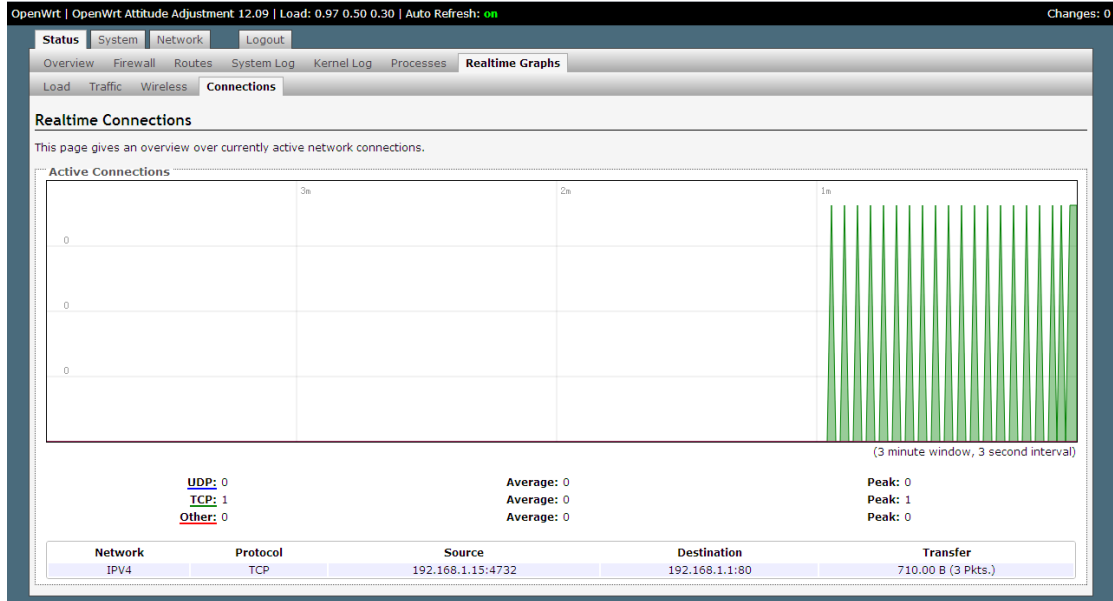 OpenWrt | OpenWrt Attitude Adjustment 12.09 | Load: 0.97 0.50 0.30 | Auto Refresh: on Changes: 0
Status System Network Logout
Overview Firewall Routes System Log Kernel Log Processes Realtime Graphs
Load Traffic Wireless Connections
Realtime Connections
This page gives an overview over currently active network connections.
Active Connections
3m 2m 1m
0
0
0
(3 minute window, 3 second interval)
UDP: 0 Average: 0 Peak: 0
TCP: 1 Average: 0 Peak: 1
Other: 0 Average: 0 Peak: 0
Network Protocol Source Destination Transfer
IPV4 TCP 192.168.1.15:4732 192.168.1.1:80 710.00 B (3 Pkts.)